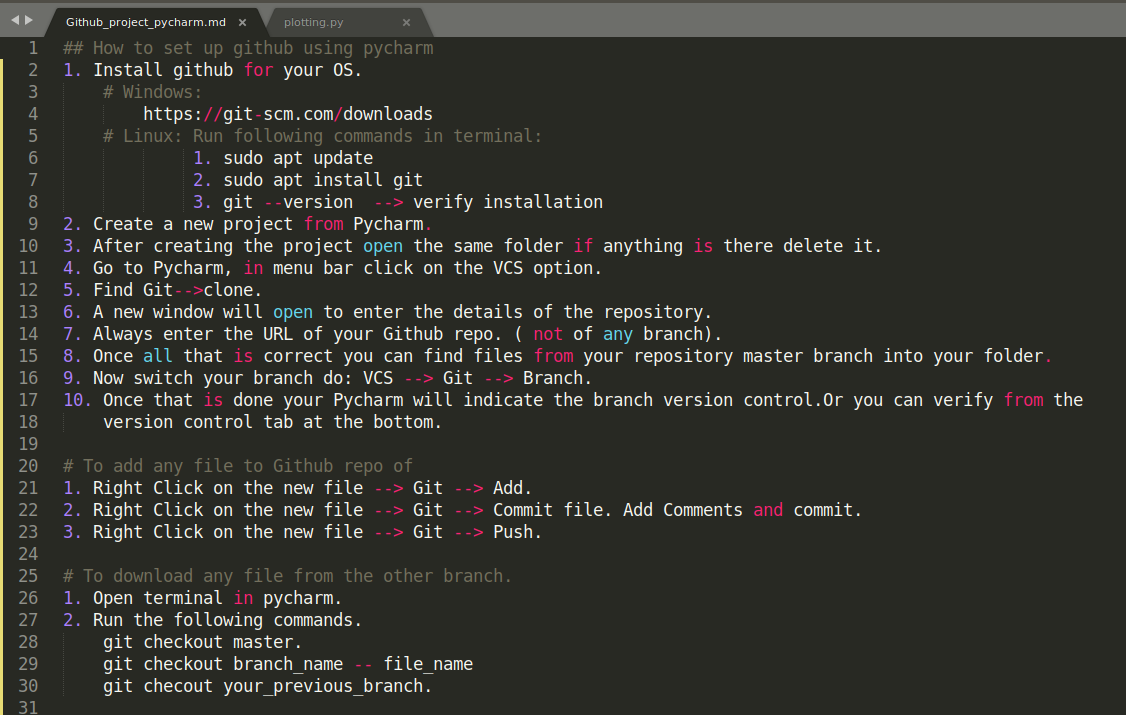 Github_project_pycharm.md × plotting.py ×
1 ## How to set up github using pycharm
2 1. Install github for your OS.
3 # Windows:
4 https://git-scm.com/downloads
5 # Linux: Run following commands in terminal:
6 1. sudo apt update
7 2. sudo apt install git
8 3. git --version --> verify installation
9 2. Create a new project from Pycharm.
10 3. After creating the project open the same folder if anything is there delete it.
11 4. Go to Pycharm, in menu bar click on the VCS option.
12 5. Find Git-->clone.
13 6. A new window will open to enter the details of the repository.
14 7. Always enter the URL of your Github repo. ( not of any branch).
15 8. Once all that is correct you can find files from your repository master branch into your folder.
16 9. Now switch your branch do: VCS --> Git --> Branch.
17 10. Once that is done your Pycharm will indicate the branch version control.Or you can verify from the
18 version control tab at the bottom.
19
20 # To add any file to Github repo of
21 1. Right Click on the new file --> Git --> Add.
22 2. Right Click on the new file --> Git --> Commit file. Add Comments and commit.
23 3. Right Click on the new file --> Git --> Push.
24
25 # To download any file from the other branch.
26 1. Open terminal in pycharm.
27 2. Run the following commands.
28 git checkout master.
29 git checkout branch_name -- file_name
30 git checout your_previous_branch.
31